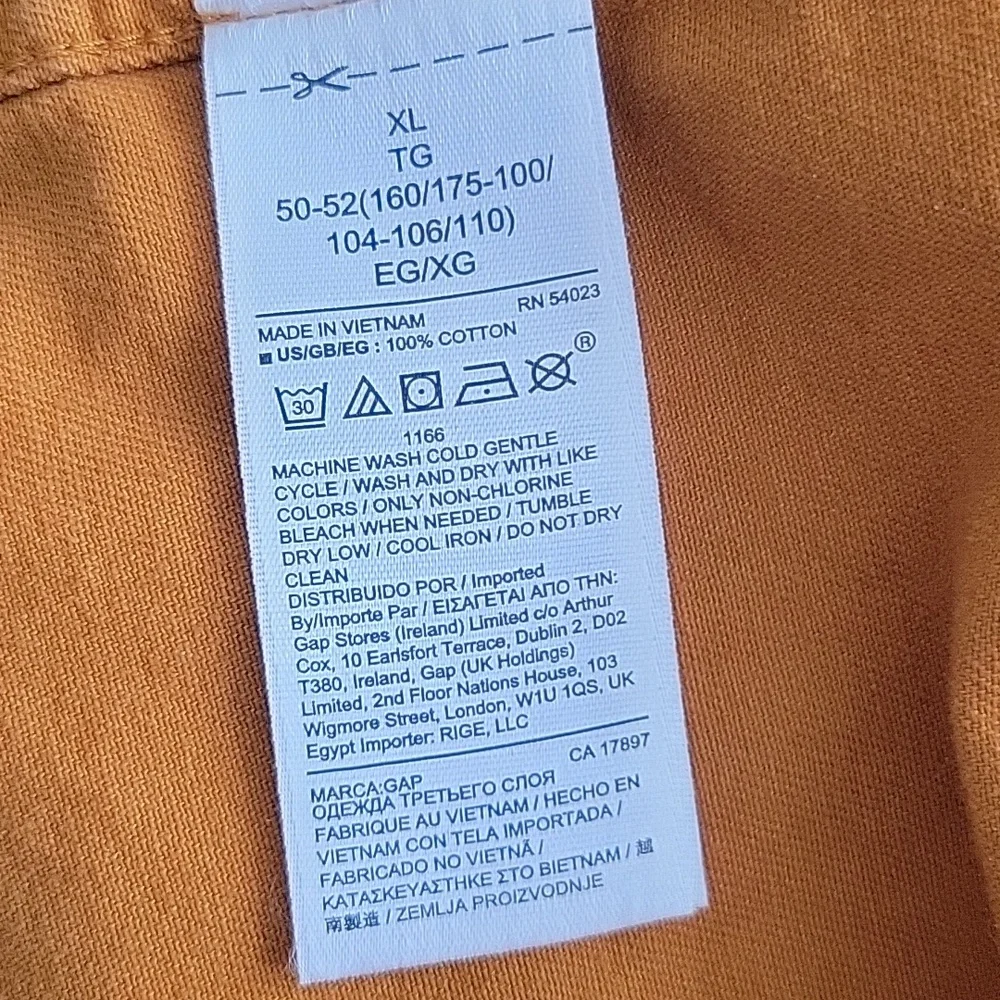 XL
TG
50-52(160/175-100/
104-106/110)
EG/XG
RN 54023
MADE IN VIETNAM
US/GB/EG : 100% COTTON
30
®
1166
MACHINE WASH COLD GENTLE
CYCLE / WASH AND DRY WITH LIKE
COLORS / ONLY NON-CHLORINE
BLEACH WHEN NEEDED / TUMBLE
DRY LOW / COOL IRON / DO NOT DRY
CLEAN
DISTRIBUIDO POR / Imported
By/Importe Par / ΕΙΣΑΓΕΤΑΙ ΑΠΟ ΤΗΝ:
Gap Stores (Ireland) Limited c/o Arthur
Cox, 10 Earlsfort Terrace, Dublin 2, D02
T380, Ireland, Gap (UK Holdings)
Limited, 2nd Floor Nations House, 103
Wigmore Street, London, W1U 1QS, UK
Egypt Importer: RIGE, LLC
CA 17897
MARCA:GAP
ОДЕЖДА ТРЕТЬЕГО СЛОЯ
FABRIQUE AU VIETNAM / HECHO EN
VIETNAM CON TELA IMPORTADA /
FABRICADO NO VIETNÃ /
ΚΑΤΑΣΚΕΥΑΣΤΗΚΕ ΣΤΟ ΒΙΕΤΝΑΜ / 越
南製造 / ZEMLJA PROIZVODNJE